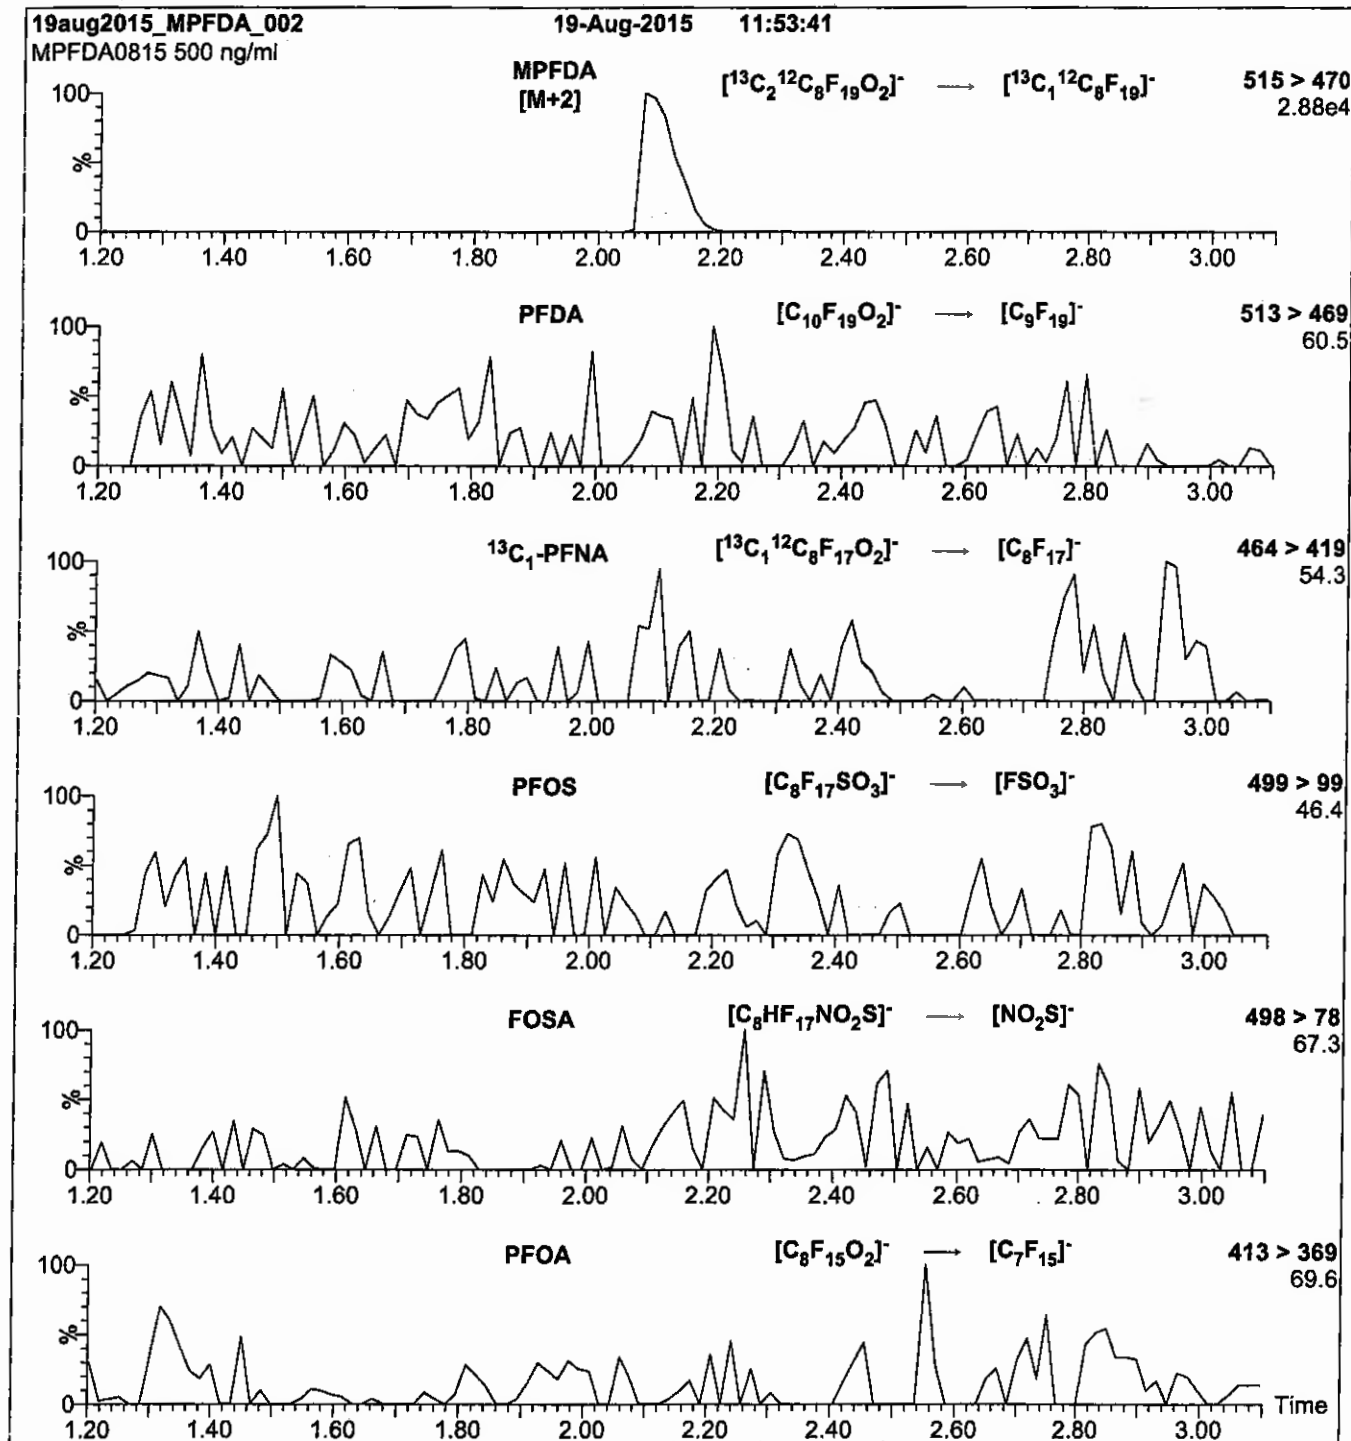 19aug2015_MPFDA_002 19-Aug-2015 11:53:41
MPFDA0815 500 ng/ml
MPFDA [¹³C₂¹²C₈F₁₉O₂]⁻ → [¹³C₁¹²C₈F₁₉]⁻ 515 > 470
[M+2] 2.88e4
100
%
0
1.20 1.40 1.60 1.80 2.00 2.20 2.40 2.60 2.80 3.00
PFDA [C₁₀F₁₉O₂]⁻ → [C₉F₁₉]⁻ 513 > 469
60.5
100
%
0
1.20 1.40 1.60 1.80 2.00 2.20 2.40 2.60 2.80 3.00
¹³C₁-PFNA [¹³C₁¹²C₈F₁₇O₂]⁻ → [C₈F₁₇]⁻ 464 > 419
54.3
100
%
0
1.20 1.40 1.60 1.80 2.00 2.20 2.40 2.60 2.80 3.00
PFOS [C₈F₁₇SO₃]⁻ → [FSO₃]⁻ 499 > 99
46.4
100
%
0
1.20 1.40 1.60 1.80 2.00 2.20 2.40 2.60 2.80 3.00
FOSA [C₈HF₁₇NO₂S]⁻ → [NO₂S]⁻ 498 > 78
67.3
100
%
0
1.20 1.40 1.60 1.80 2.00 2.20 2.40 2.60 2.80 3.00
PFOA [C₈F₁₅O₂]⁻ → [C₇F₁₅]⁻ 413 > 369
69.6
100
%
0
Time
1.20 1.40 1.60 1.80 2.00 2.20 2.40 2.60 2.80 3.00